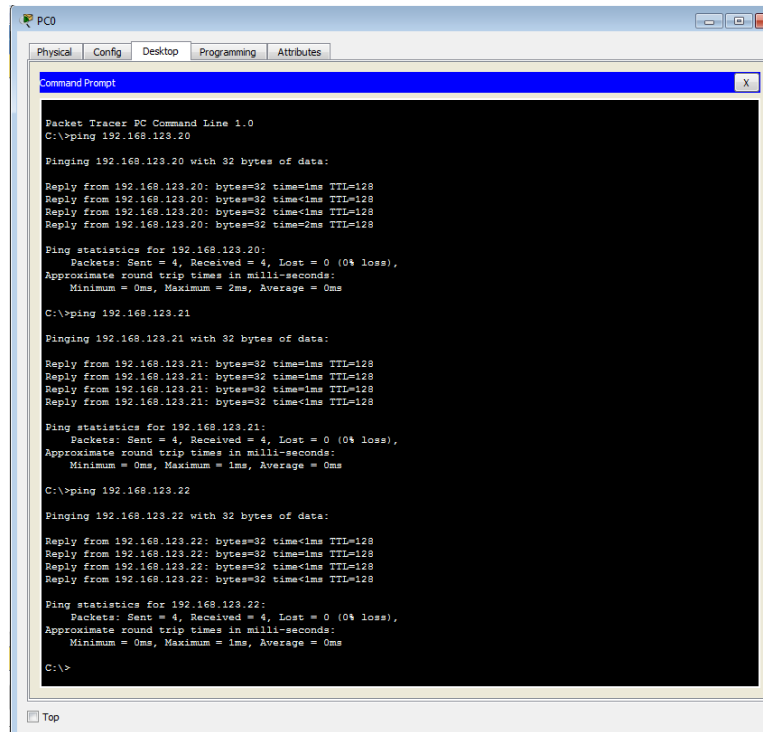 PC0
Physical Config Desktop Programming Attributes
Command Prompt X
Packet Tracer PC Command Line 1.0
C:\>ping 192.168.123.20
Pinging 192.168.123.20 with 32 bytes of data:
Reply from 192.168.123.20: bytes=32 time=1ms TTL=128
Reply from 192.168.123.20: bytes=32 time<1ms TTL=128
Reply from 192.168.123.20: bytes=32 time<1ms TTL=128
Reply from 192.168.123.20: bytes=32 time=2ms TTL=128
Ping statistics for 192.168.123.20:
Packets: Sent = 4, Received = 4, Lost = 0 (0% loss),
Approximate round trip times in milli-seconds:
Minimum = 0ms, Maximum = 2ms, Average = 0ms
C:\>ping 192.168.123.21
Pinging 192.168.123.21 with 32 bytes of data:
Reply from 192.168.123.21: bytes=32 time=1ms TTL=128
Reply from 192.168.123.21: bytes=32 time=1ms TTL=128
Reply from 192.168.123.21: bytes=32 time=1ms TTL=128
Reply from 192.168.123.21: bytes=32 time<1ms TTL=128
Ping statistics for 192.168.123.21:
Packets: Sent = 4, Received = 4, Lost = 0 (0% loss),
Approximate round trip times in milli-seconds:
Minimum = 0ms, Maximum = 1ms, Average = 0ms
C:\>ping 192.168.123.22
Pinging 192.168.123.22 with 32 bytes of data:
Reply from 192.168.123.22: bytes=32 time<1ms TTL=128
Reply from 192.168.123.22: bytes=32 time=1ms TTL=128
Reply from 192.168.123.22: bytes=32 time<1ms TTL=128
Reply from 192.168.123.22: bytes=32 time<1ms TTL=128
Ping statistics for 192.168.123.22:
Packets: Sent = 4, Received = 4, Lost = 0 (0% loss),
Approximate round trip times in milli-seconds:
Minimum = 0ms, Maximum = 1ms, Average = 0ms
C:\>
Top